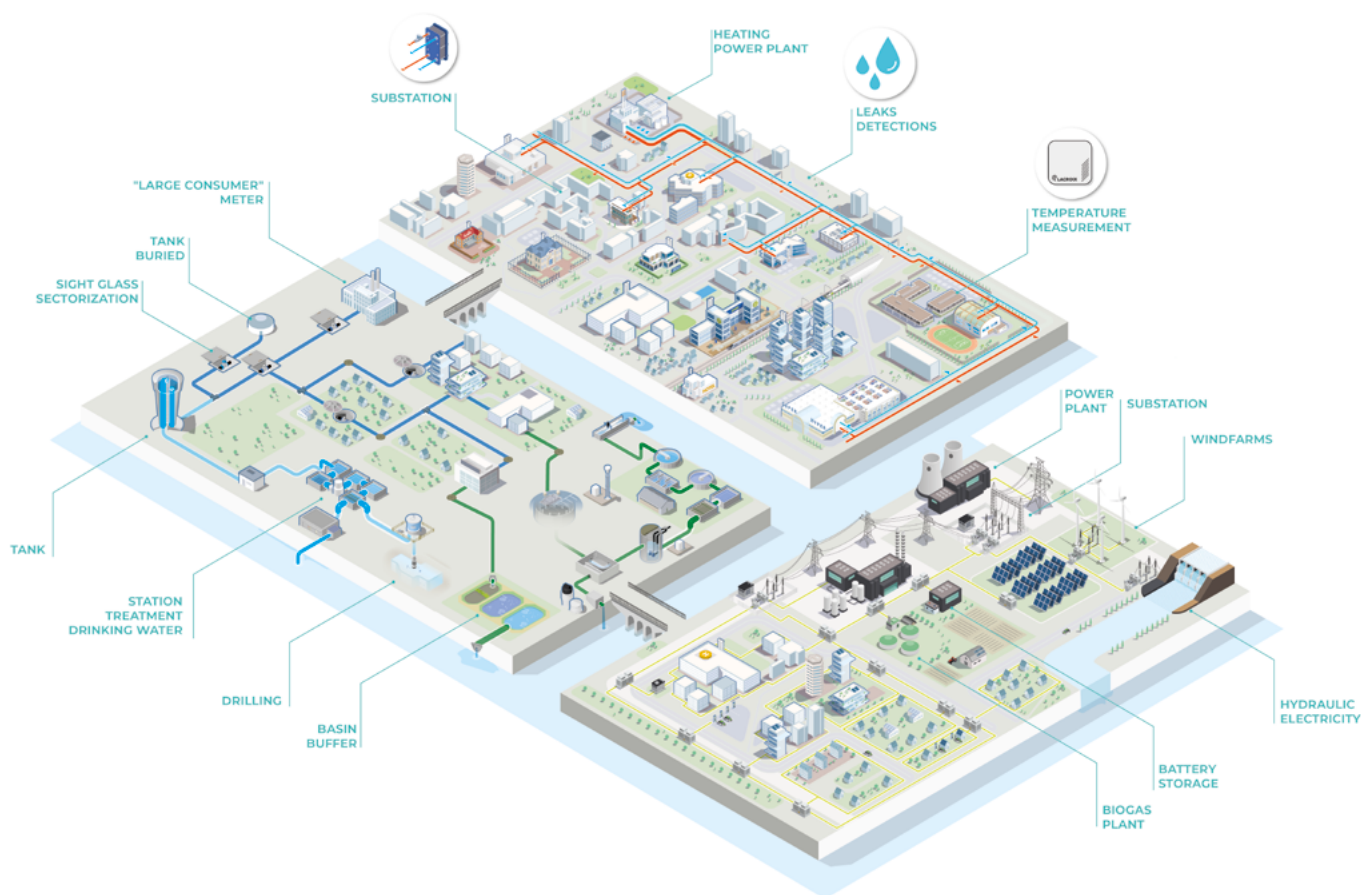 HEATING
POWER PLANT
SUBSTATION
LEAKS
DETECTIONS
"LARGE CONSUMER"
METER
LACROIX
TEMPERATURE
MEASUREMENT
TANK
BURIED
SIGHT GLASS
SECTORIZATION
POWER
PLANT
SUBSTATION
WINDFARMS
TANK
STATION
TREATMENT
DRINKING WATER
DRILLING
BASIN
BUFFER
HYDRAULIC
ELECTRICITY
BATTERY
STORAGE
BIOGAS
PLANT